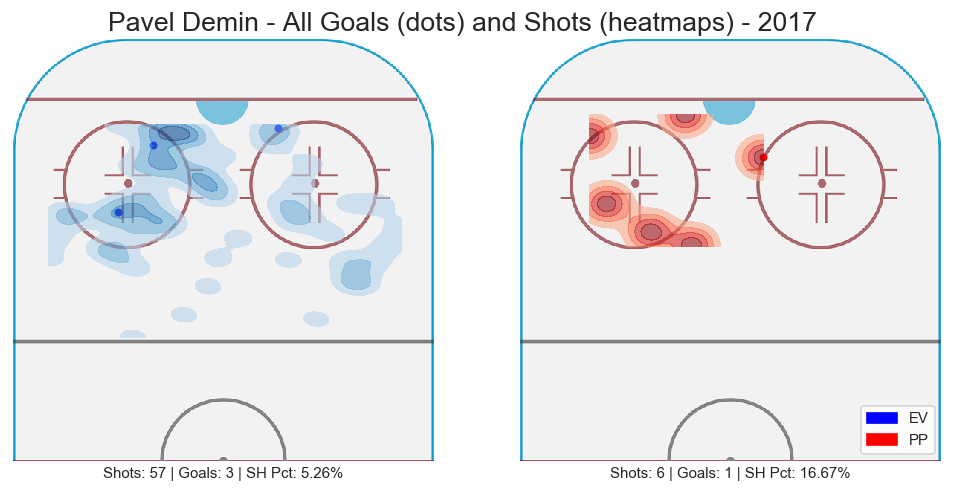 Pavel Demin - All Goals (dots) and Shots (heatmaps) - 2017
EV
PP
Shots: 57 | Goals: 3 | SH Pct: 5.26%
Shots: 6 | Goals: 1 | SH Pct: 16.67%